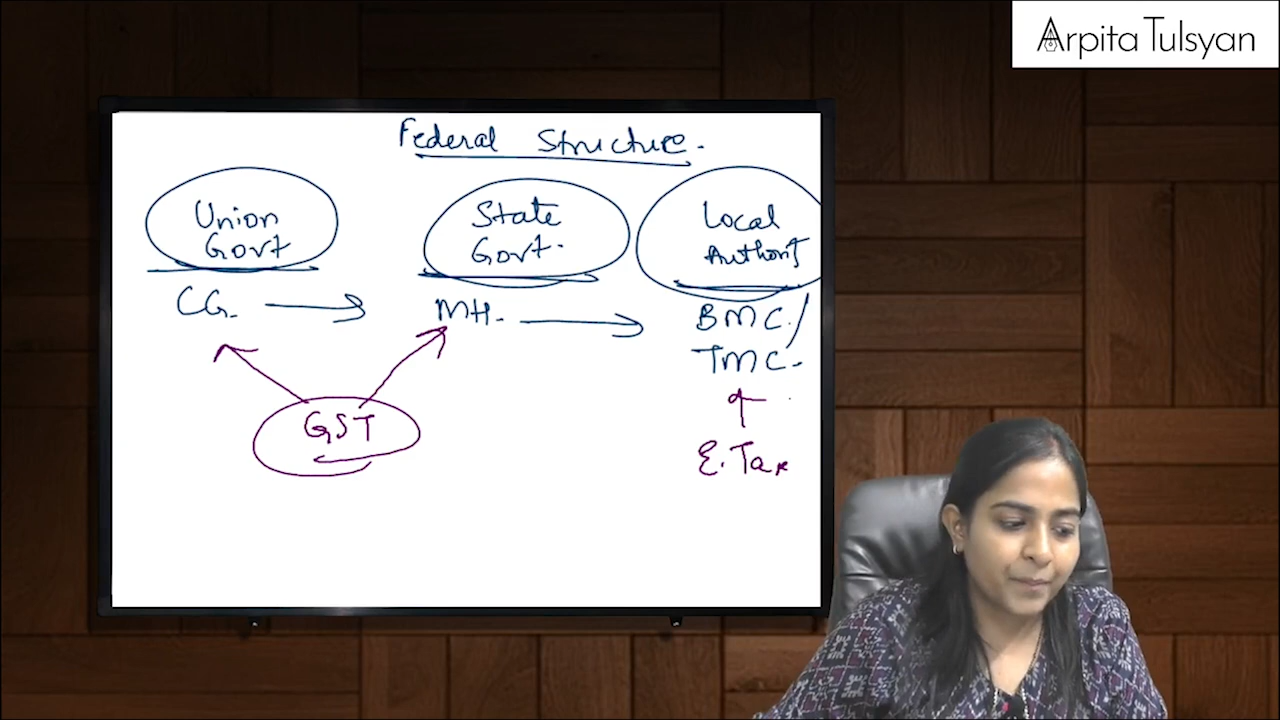 Arpita Tulsyan
Federal Structure.
Union
Govt
State
Govt.
Local
Authority
CG.
MH.
BMC./
TMC.
GST
E. Tax